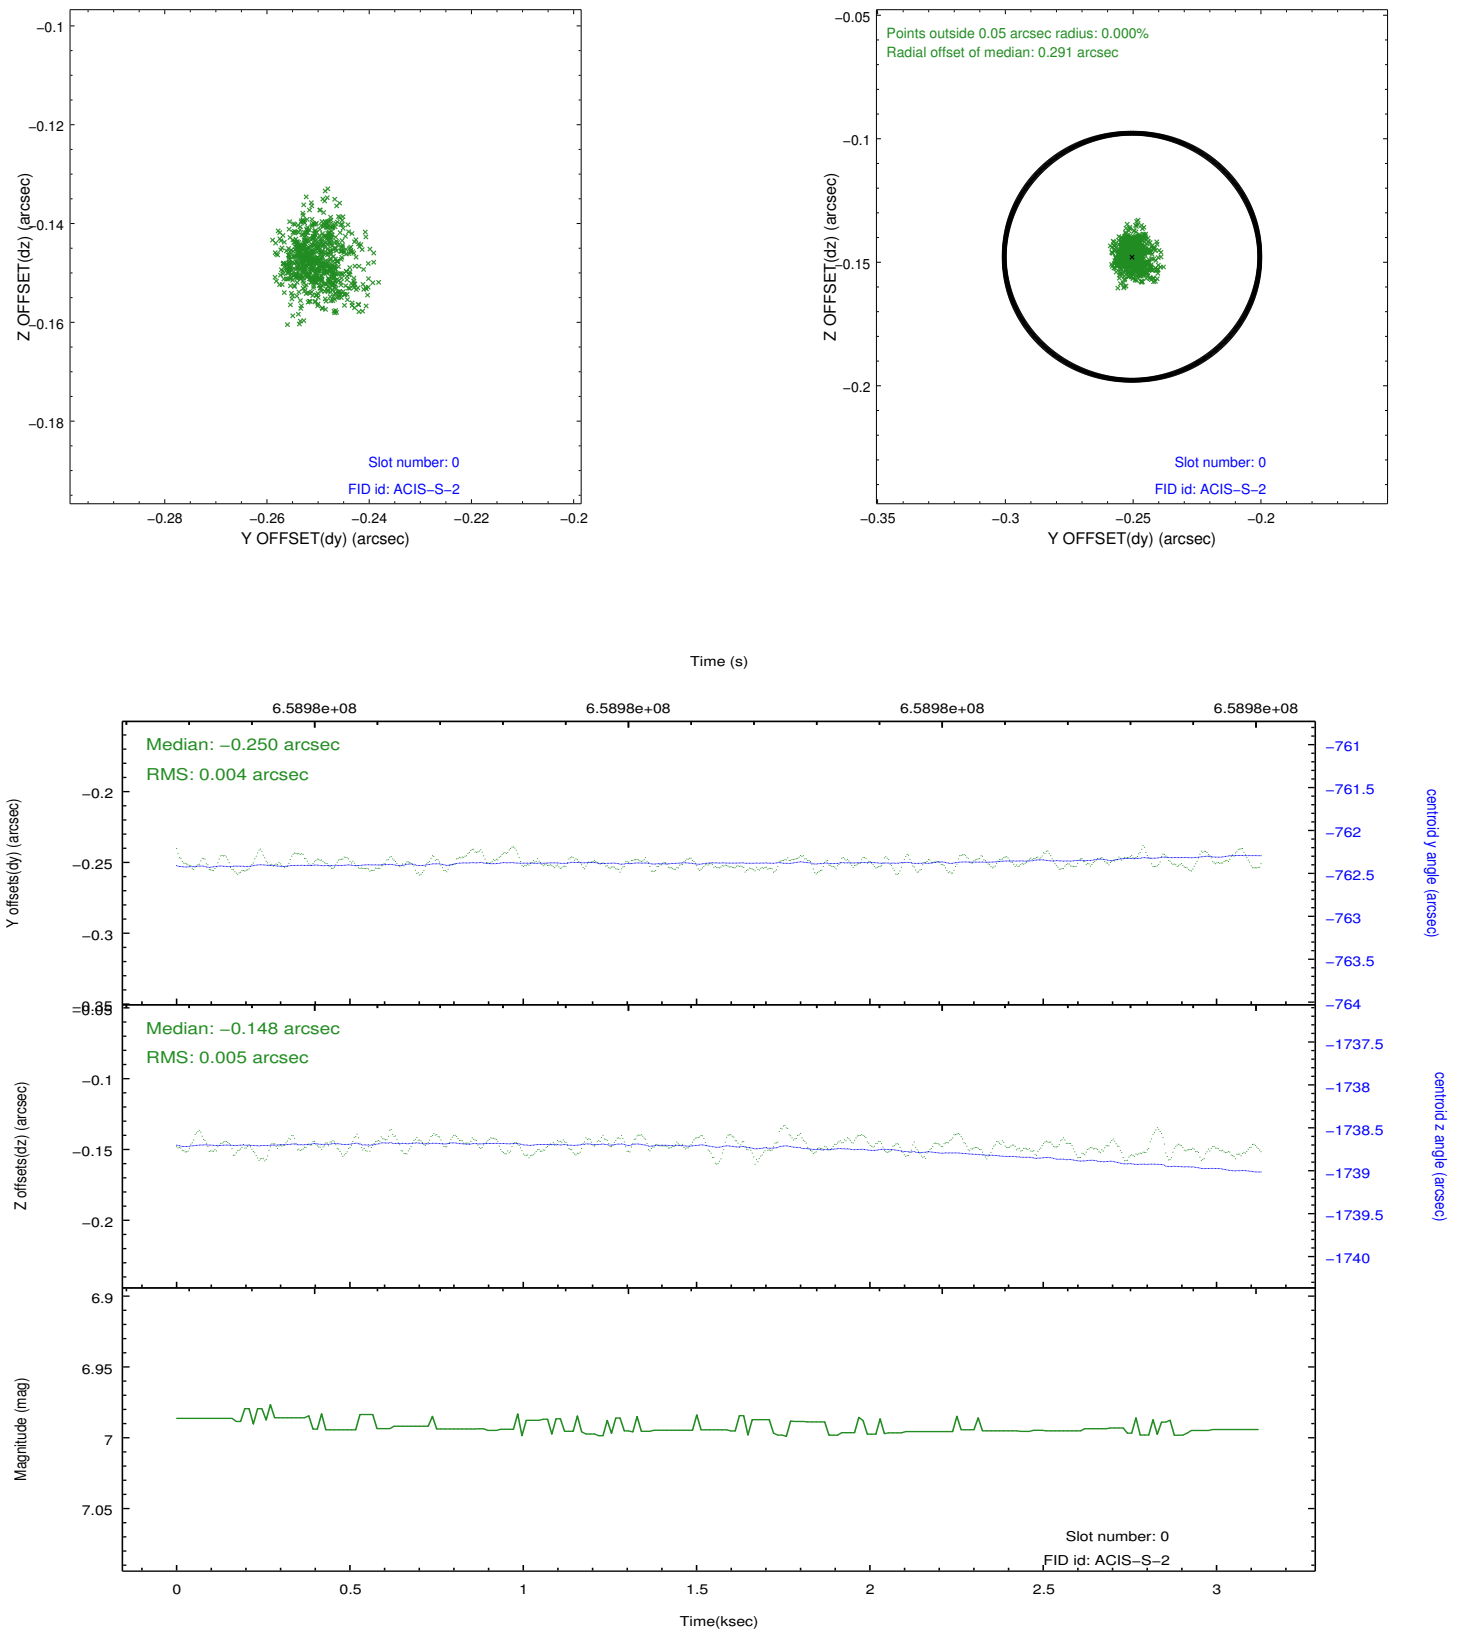 −0.1
−0.12
−0.14
−0.16
−0.18
Z OFFSET(dz) (arcsec)
Slot number: 0
FID id: ACIS−S−2
−0.28
−0.26
−0.24
−0.22
−0.2
Y OFFSET(dy) (arcsec)
−0.05
−0.1
−0.15
−0.2
Z OFFSET(dz) (arcsec)
Points outside 0.05 arcsec radius: 0.000%
Radial offset of median: 0.291 arcsec
Slot number: 0
FID id: ACIS−S−2
−0.35
−0.3
−0.25
−0.2
Y OFFSET(dy) (arcsec)
Time (s)
6.5898e+08
6.5898e+08
6.5898e+08
6.5898e+08
Median: −0.250 arcsec
RMS: 0.004 arcsec
−0.2
−0.25
−0.3
−0.35
Y offsets(dy) (arcsec)
−761
−761.5
−762
−762.5
−763
−763.5
−764
centroid y angle (arcsec)
Median: −0.148 arcsec
RMS: 0.005 arcsec
−0.05
−0.1
−0.15
−0.2
Z offsets(dz) (arcsec)
−1737.5
−1738
−1738.5
−1739
−1739.5
−1740
centroid z angle (arcsec)
6.9
6.95
7
7.05
Magnitude (mag)
Slot number: 0
FID id: ACIS−S−2
0
0.5
1
1.5
2
2.5
3
Time(ksec)